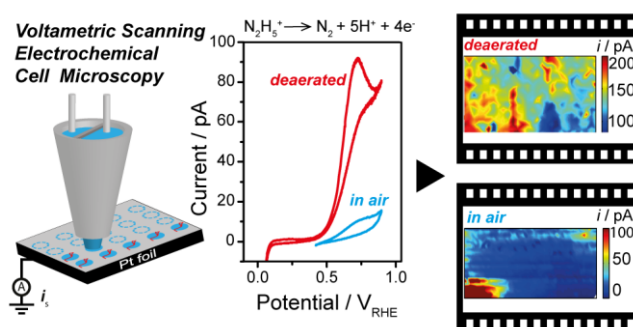 Voltametric Scanning
Electrochemical
Cell Microscopy
Pt foil
A
iₛ
N₂H₅⁺ → N₂ + 5H⁺ + 4e⁻
100
80
60
40
20
0
Current / pA
deaerated
in air
0.0
0.5
1.0
Potential / V_RHE
deaerated
i / pA
200
150
100
in air
i / pA
100
50
0